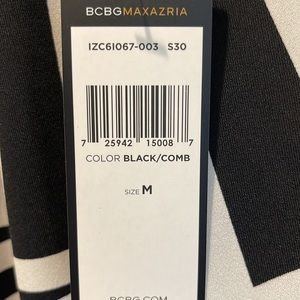 BCBGMAXAZRIA
IZC61067-003 S30
7 25942 15008 7
COLOR BLACK/COMB
SIZE M
BCBG.COM